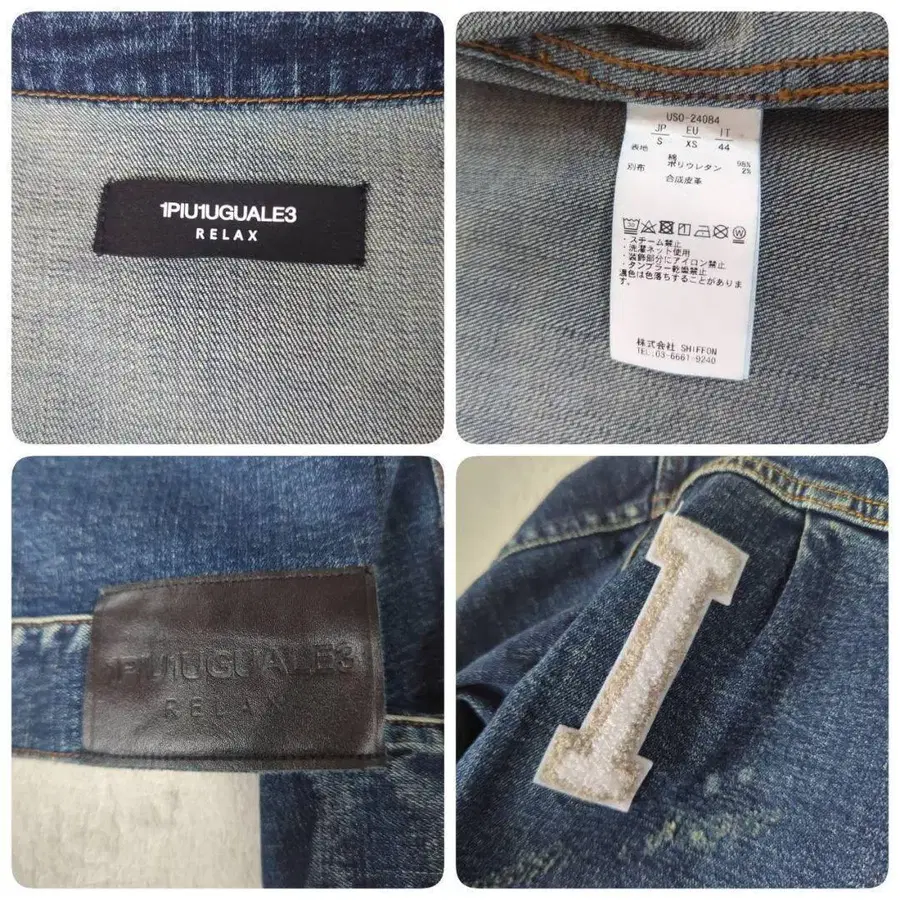 1PIU1UGUALE3
RELAX
USO-24084
JP EU IT
S XS 44
表地 綿 98%
ポリウレタン 2%
別布 合成皮革
・スチーム禁止
・洗濯ネット使用
・装飾部分にアイロン禁止
・タンブラー乾燥禁止
濃色は色落ちすることがありま
す。
株式会社 SHIFFON
TEL:03-6661-9240
1PIU1UGUALE3
RELAX
I